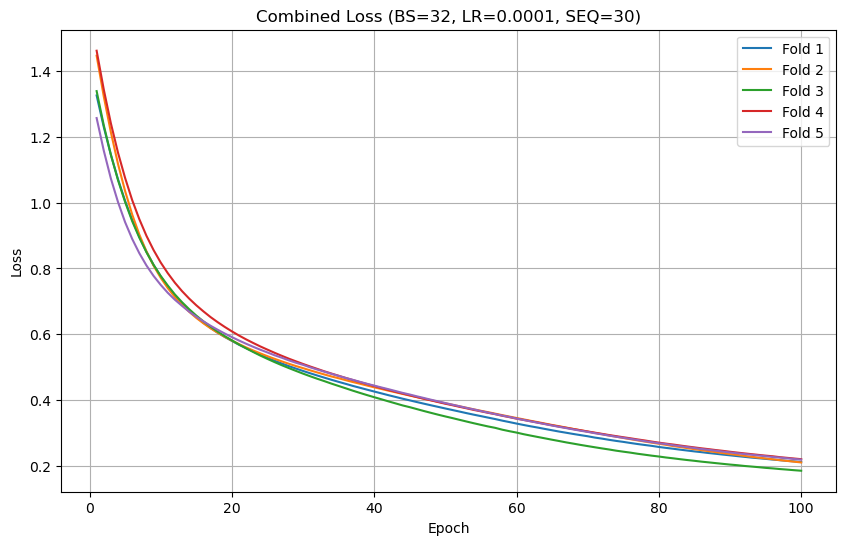 Combined Loss (BS=32, LR=0.0001, SEQ=30)
Fold 1
Fold 2
Fold 3
Fold 4
Fold 5
Loss
1.4
1.2
1.0
0.8
0.6
0.4
0.2
0 20 40 60 80 100
Epoch